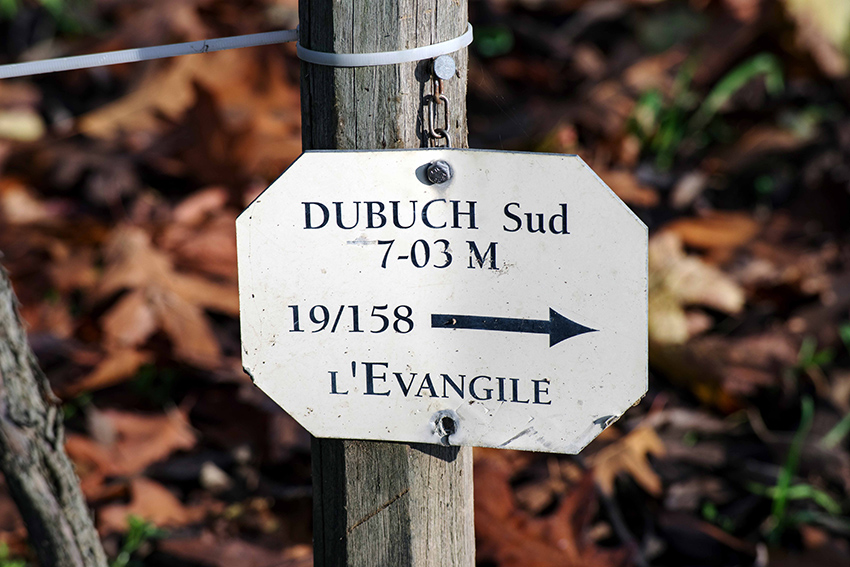 DUBUCH Sud
7-03 M
19/158
L'EVANGILE